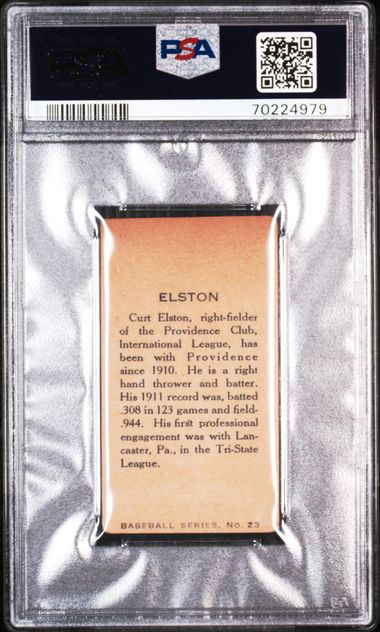 PSA
PSA
70224979
ELSTON
Curt Elston, right-fielder
of the Providence Club,
International League, has
been with Providence
since 1910. He is a right
hand thrower and batter.
His 1911 record was, batted
.308 in 123 games and field-
.944. His first professional
engagement was with Lan-
caster, Pa., in the Tri-State
League.
BASEBALL SERIES, No. 23